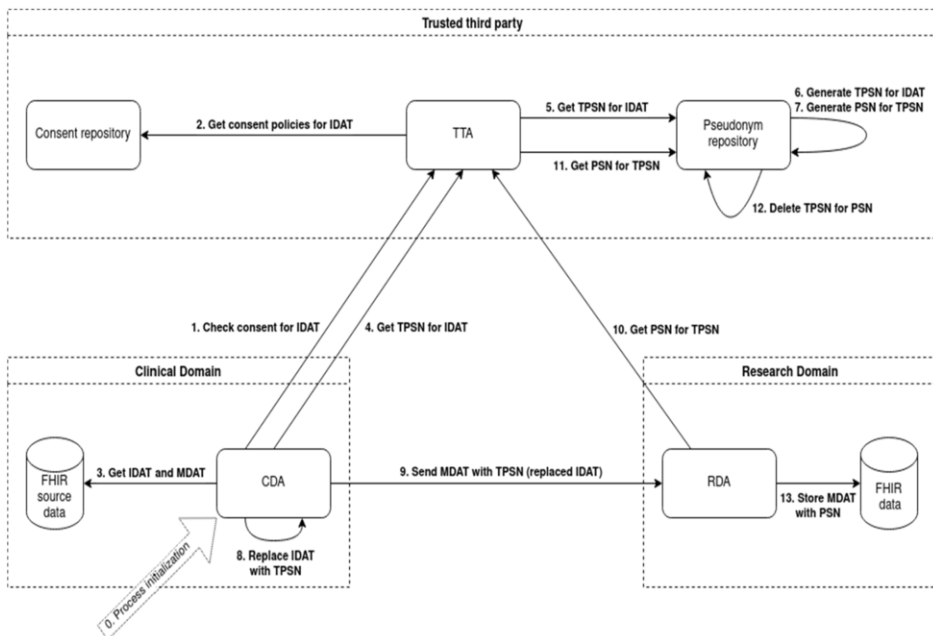 Trusted third party
Consent repository
2. Get consent policies for IDAT
TTA
5. Get TPSN for IDAT
11. Get PSN for TPSN
Pseudonym
repository
6. Generate TPSN for IDAT
7. Generate PSN for TPSN
12. Delete TPSN for PSN
1. Check consent for IDAT
4. Get TPSN for IDAT
10. Get PSN for TPSN
Clinical Domain
FHIR
source
data
3. Get IDAT and MDAT
CDA
8. Replace IDAT
with TPSN
0. Process initialization
9. Send MDAT with TPSN (replaced IDAT)
Research Domain
RDA
13. Store MDAT
with PSN
FHIR
data